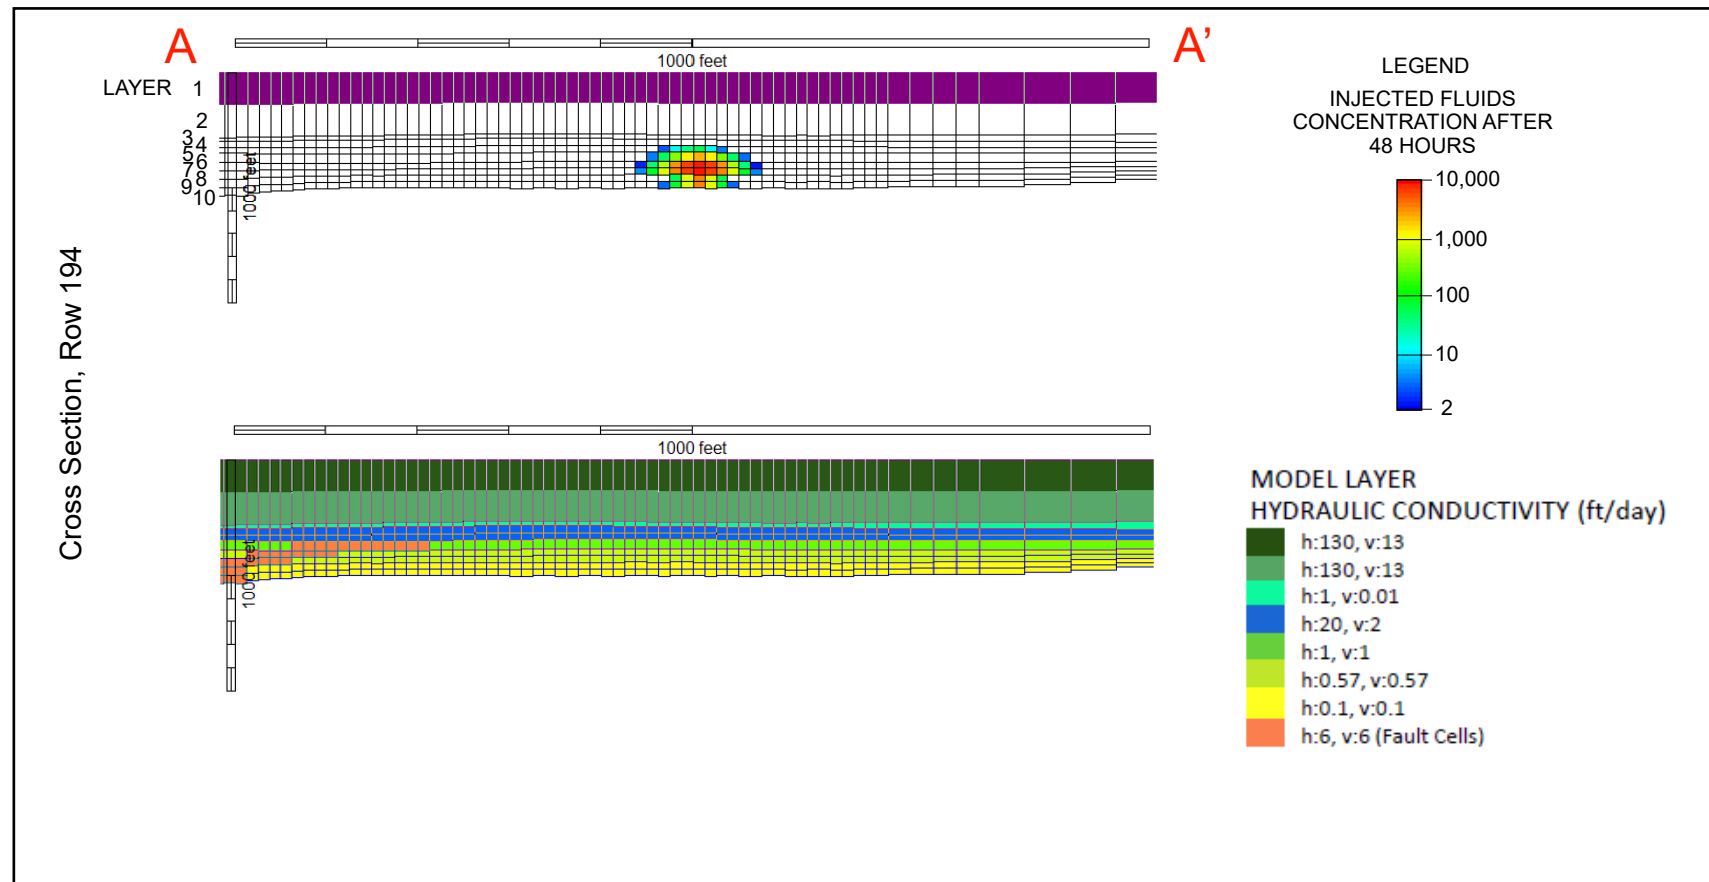 A
A’
1000 feet
LAYER 1
2
3
4
5
6
7
8
9
10
1000 feet
Cross Section, Row 194
LEGEND
INJECTED FLUIDS
CONCENTRATION AFTER
48 HOURS
10,000
1,000
100
10
2
1000 feet
1000 feet
MODEL LAYER
HYDRAULIC CONDUCTIVITY (ft/day)
h:130, v:13
h:130, v:13
h:1, v:0.01
h:20, v:2
h:1, v:1
h:0.57, v:0.57
h:0.1, v:0.1
h:6, v:6 (Fault Cells)